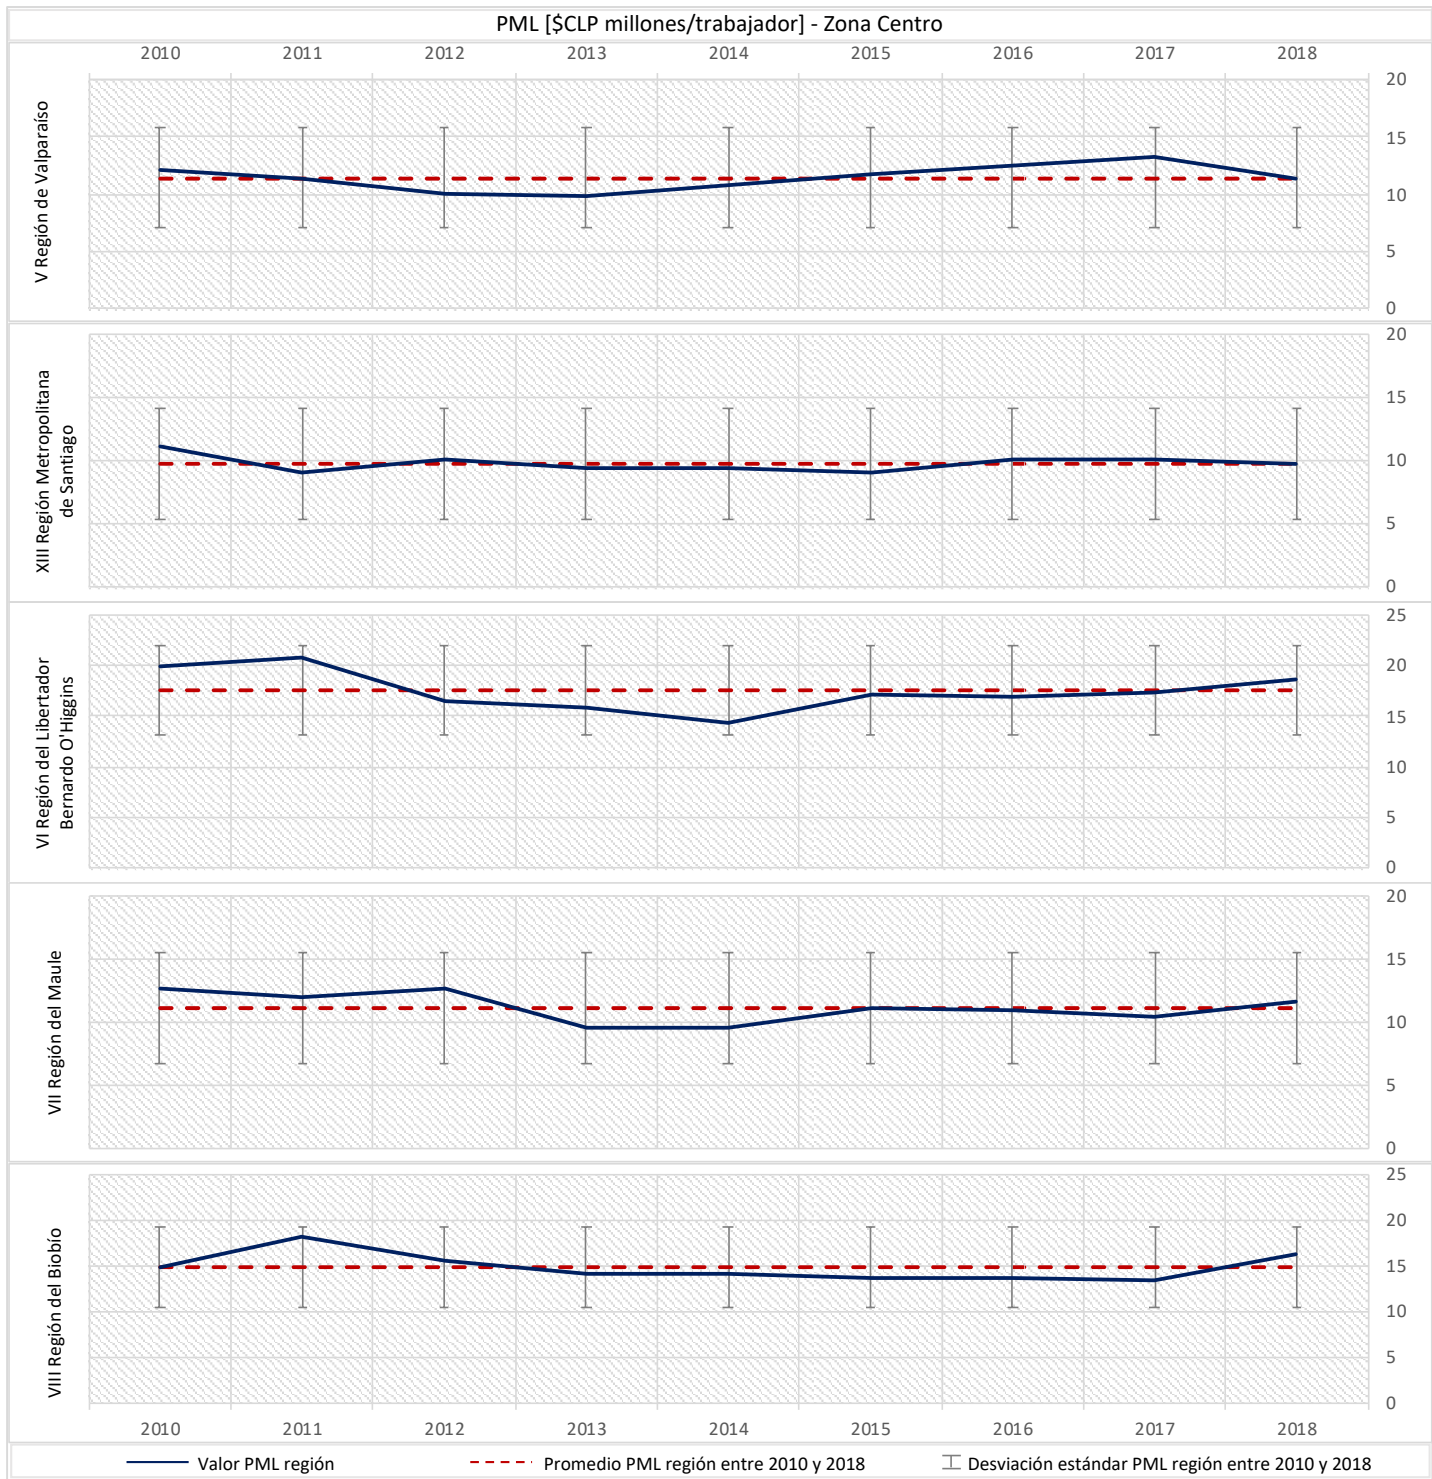 PML [$CLP millones/trabajador] - Zona Centro
2010 2011 2012 2013 2014 2015 2016 2017 2018
V Región de Valparaíso
20
15
10
5
0
XIII Región Metropolitana
de Santiago
20
15
10
5
0
VI Región del Libertador
Bernardo O'Higgins
25
20
15
10
5
0
VII Región del Maule
20
15
10
5
0
VIII Región del Biobío
25
20
15
10
5
0
2010 2011 2012 2013 2014 2015 2016 2017 2018
Valor PML región Promedio PML región entre 2010 y 2018 Desviación estándar PML región entre 2010 y 2018